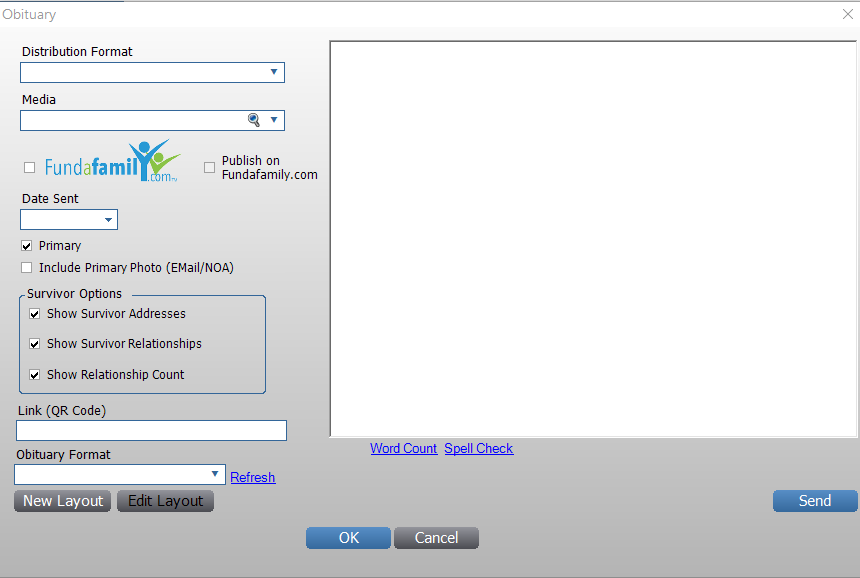 Obituary
Distribution Format
Media
Fundafamily
.com™
Publish on
Fundafamily.com
Date Sent
Primary
Include Primary Photo (EMail/NOA)
Survivor Options
Show Survivor Addresses
Show Survivor Relationships
Show Relationship Count
Link (QR Code)
Obituary Format
Refresh
New Layout
Edit Layout
Word Count
Spell Check
Send
OK
Cancel